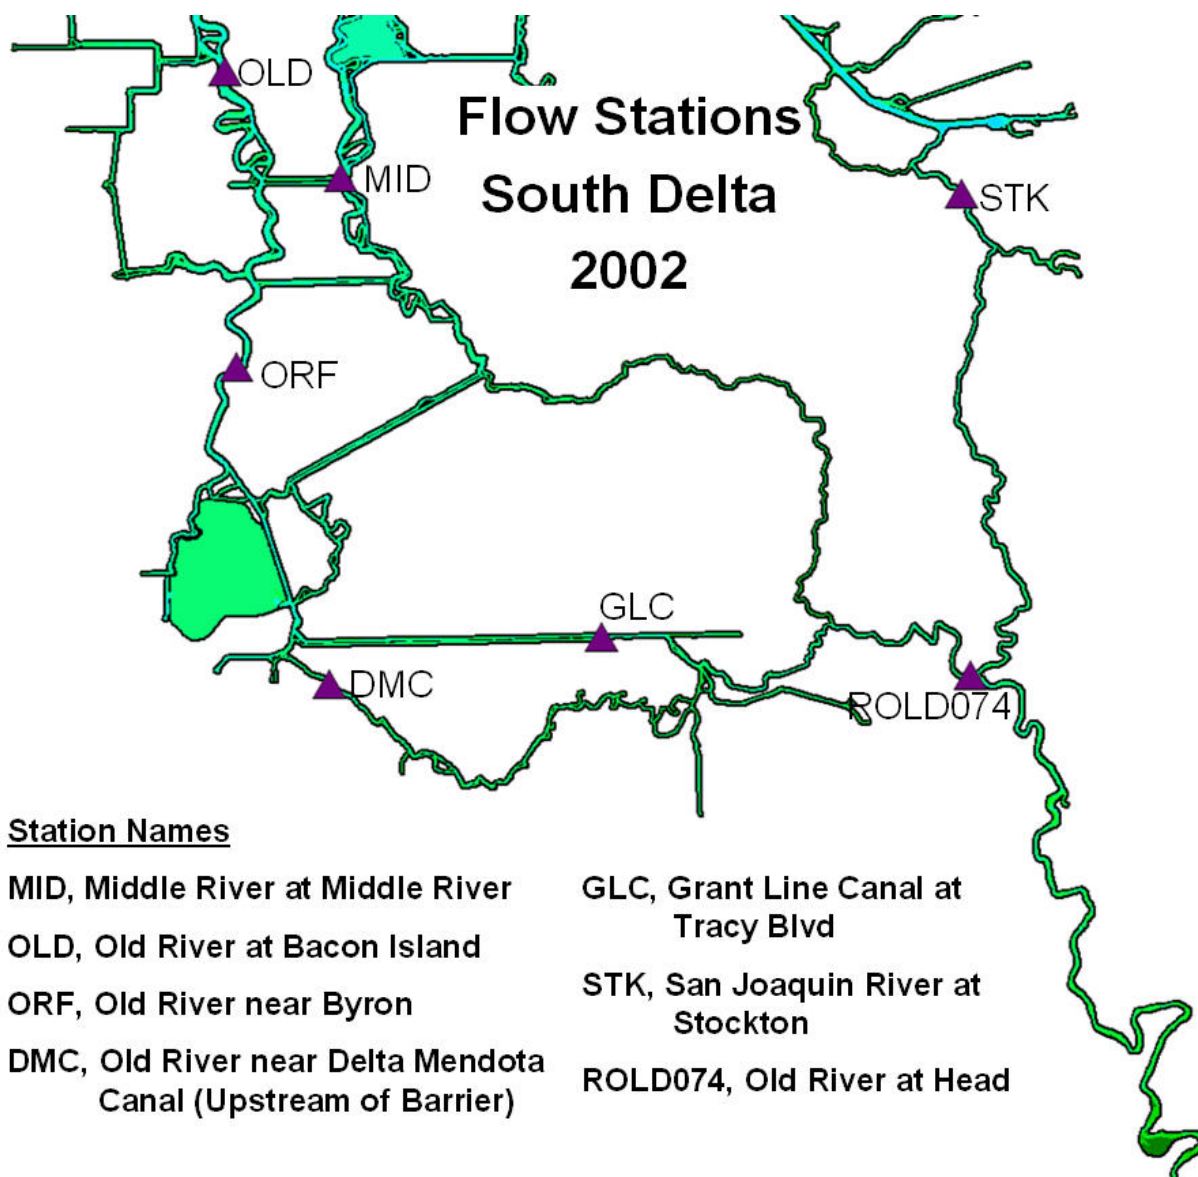 OLD
Flow Stations
MID
South Delta
STK
2002
ORF
GLC
DMC
ROLD074
Station Names
MID, Middle River at Middle River
OLD, Old River at Bacon Island
ORF, Old River near Byron
DMC, Old River near Delta Mendota
Canal (Upstream of Barrier)
GLC, Grant Line Canal at
Tracy Blvd
STK, San Joaquin River at
Stockton
ROLD074, Old River at Head